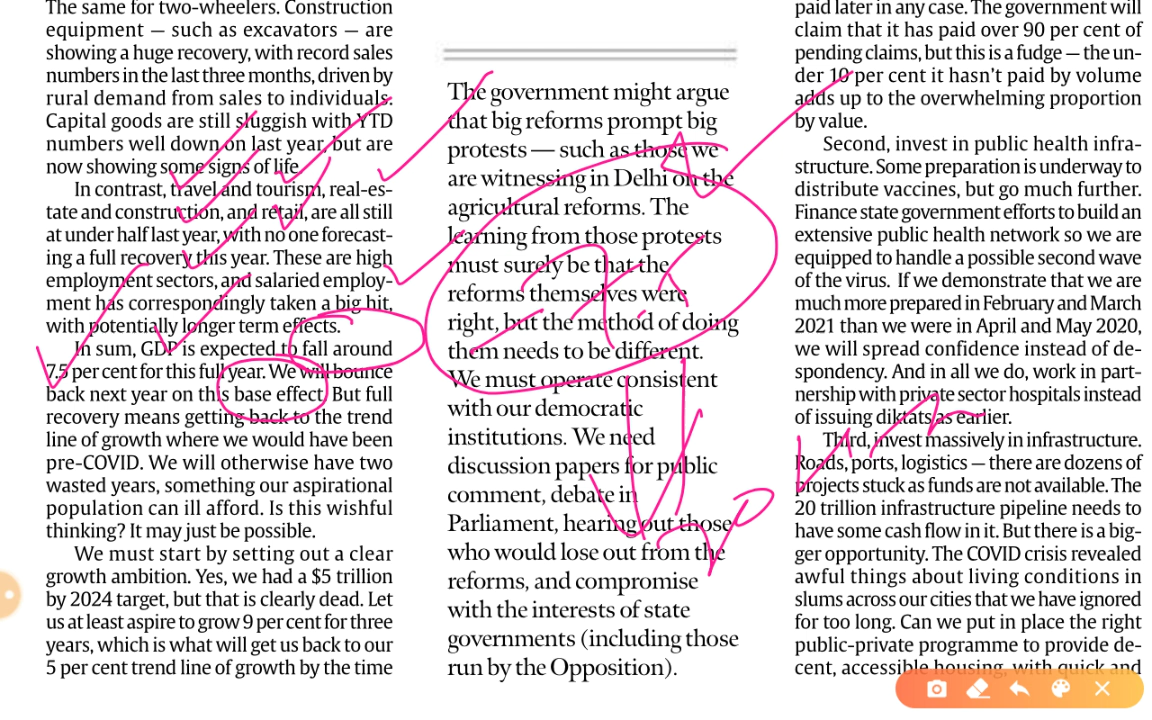 The same for two-wheelers. Construction
equipment — such as excavators — are
showing a huge recovery, with record sales
numbers in the last three months, driven by
rural demand from sales to individuals.
Capital goods are still sluggish with YTD
numbers well down on last year, but are
now showing some signs of life.
In contrast, travel and tourism, real-es-
tate and construction, and retail, are all still
at under half last year, with no one forecast-
ing a full recovery this year. These are high
employment sectors, and salaried employ-
ment has correspondingly taken a big hit,
with potentially longer term effects.
In sum, GDP is expected to fall around
7.5 per cent for this full year. We will bounce
back next year on this base effect. But full
recovery means getting back to the trend
line of growth where we would have been
pre-COVID. We will otherwise have two
wasted years, something our aspirational
population can ill afford. Is this wishful
thinking? It may just be possible.
We must start by setting out a clear
growth ambition. Yes, we had a $5 trillion
by 2024 target, but that is clearly dead. Let
us at least aspire to grow 9 per cent for three
years, which is what will get us back to our
5 per cent trend line of growth by the time
The government might argue
that big reforms prompt big
protests — such as those we
are witnessing in Delhi on the
agricultural reforms. The
learning from those protests
must surely be that the
reforms themselves were
right, but the method of doing
them needs to be different.
We must operate consistent
with our democratic
institutions. We need
discussion papers for public
comment, debate in
Parliament, hearing out those
who would lose out from the
reforms, and compromise
with the interests of state
governments (including those
run by the Opposition).
paid later in any case. The government will
claim that it has paid over 90 per cent of
pending claims, but this is a fudge — the un-
der 10 per cent it hasn't paid by volume
adds up to the overwhelming proportion
by value.
Second, invest in public health infra-
structure. Some preparation is underway to
distribute vaccines, but go much further.
Finance state government efforts to build an
extensive public health network so we are
equipped to handle a possible second wave
of the virus. If we demonstrate that we are
much more prepared in February and March
2021 than we were in April and May 2020,
we will spread confidence instead of de-
spondency. And in all we do, work in part-
nership with private sector hospitals instead
of issuing diktats as earlier.
Third, invest massively in infrastructure.
Roads, ports, logistics — there are dozens of
projects stuck as funds are not available. The
20 trillion infrastructure pipeline needs to
have some cash flow in it. But there is a big-
ger opportunity. The COVID crisis revealed
awful things about living conditions in
slums across our cities that we have ignored
for too long. Can we put in place the right
public-private programme to provide de-
cent, accessible housing, with quick and